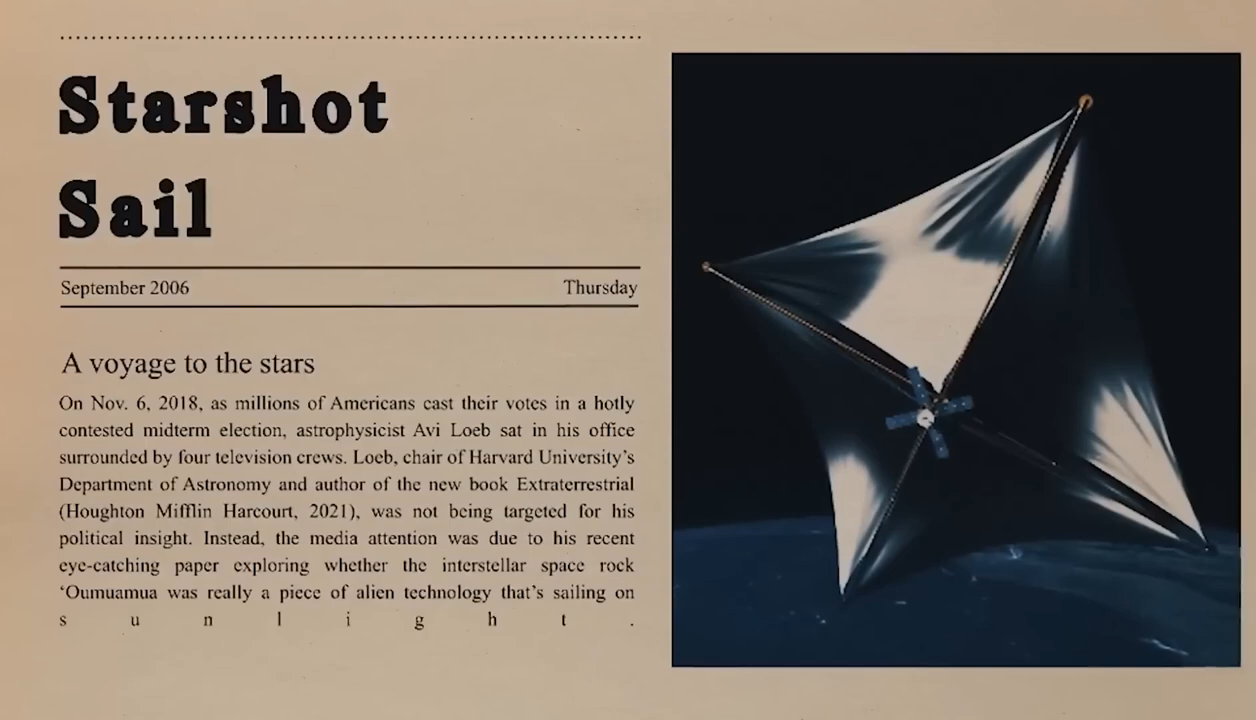 Starshot
Sail
September 2006 Thursday
A voyage to the stars
On Nov. 6, 2018, as millions of Americans cast their votes in a hotly
contested midterm election, astrophysicist Avi Loeb sat in his office
surrounded by four television crews. Loeb, chair of Harvard University's
Department of Astronomy and author of the new book Extraterrestrial
(Houghton Mifflin Harcourt, 2021), was not being targeted for his
political insight. Instead, the media attention was due to his recent
eye-catching paper exploring whether the interstellar space rock
‘Oumuamua was really a piece of alien technology that's sailing on
s u n l i g h t .